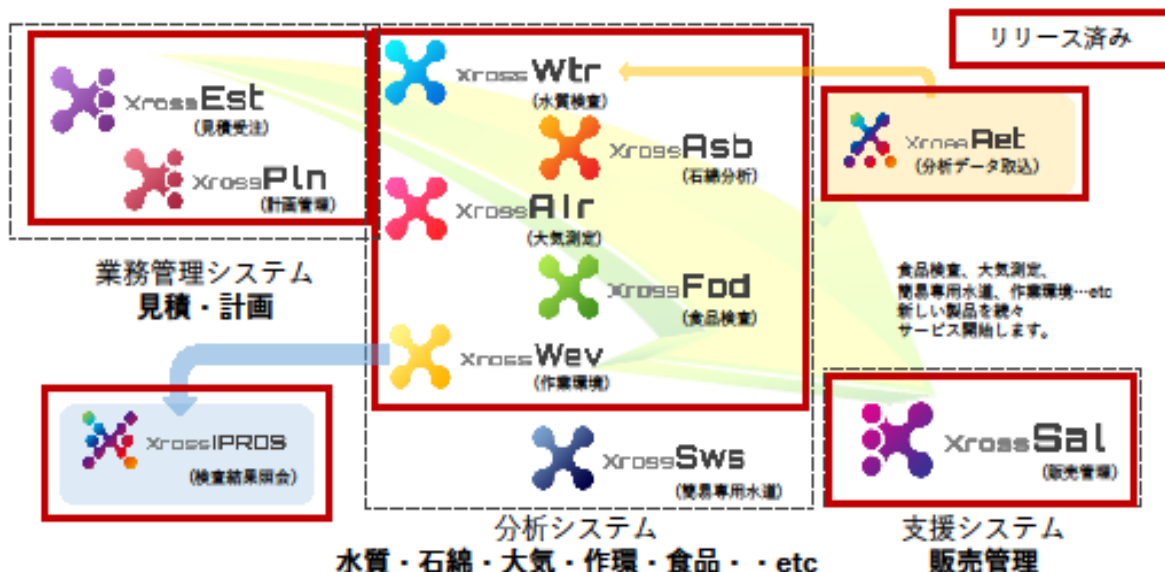 リリース済み
XrossEst
(見積受注)
XrossPln
(計画管理)
業務管理システム
見積・計画
XrossWtr
(水質検査)
XrossAsb
(石綿分析)
XrossAir
(大気測定)
XrossFod
(食品検査)
XrossWev
(作業環境)
XrossSws
(簡易専用水道)
分析システム
水質・石綿・大気・作環・食品・・etc
XrossAet
(分析データ取込)
食品検査、大気測定、
簡易専用水道、作業環境…etc
新しい製品を続々
サービス開始します。
XrossSal
(販売管理)
支援システム
販売管理
XrossIPROS
(検査結果照会)